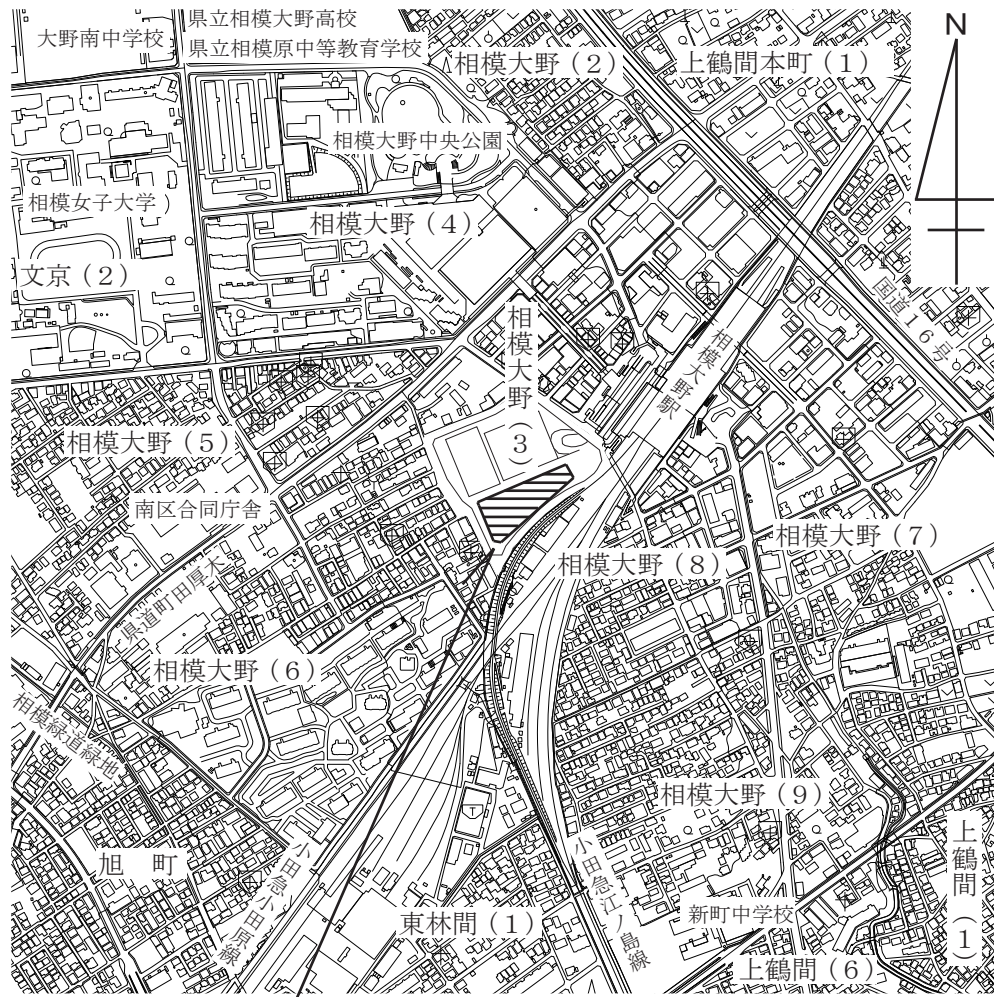 県立相模大野高校
大野南中学校
県立相模原中等教育学校
相模大野（2）
上鶴間本町（1）
N
相模大野中央公園
相模女子大学
相模大野（4）
文京（2）
国道16号
相模大野（3）
相模大野駅
相模大野（5）
南区合同庁舎
相模大野（7）
相模大野（8）
県道町田厚木
相模大野（6）
相模線道緑地
相模大野（9）
上鶴間（1）
旭 町
小田急小田原線
小田急江ノ島線
東林間（1）
新町中学校
上鶴間（6）